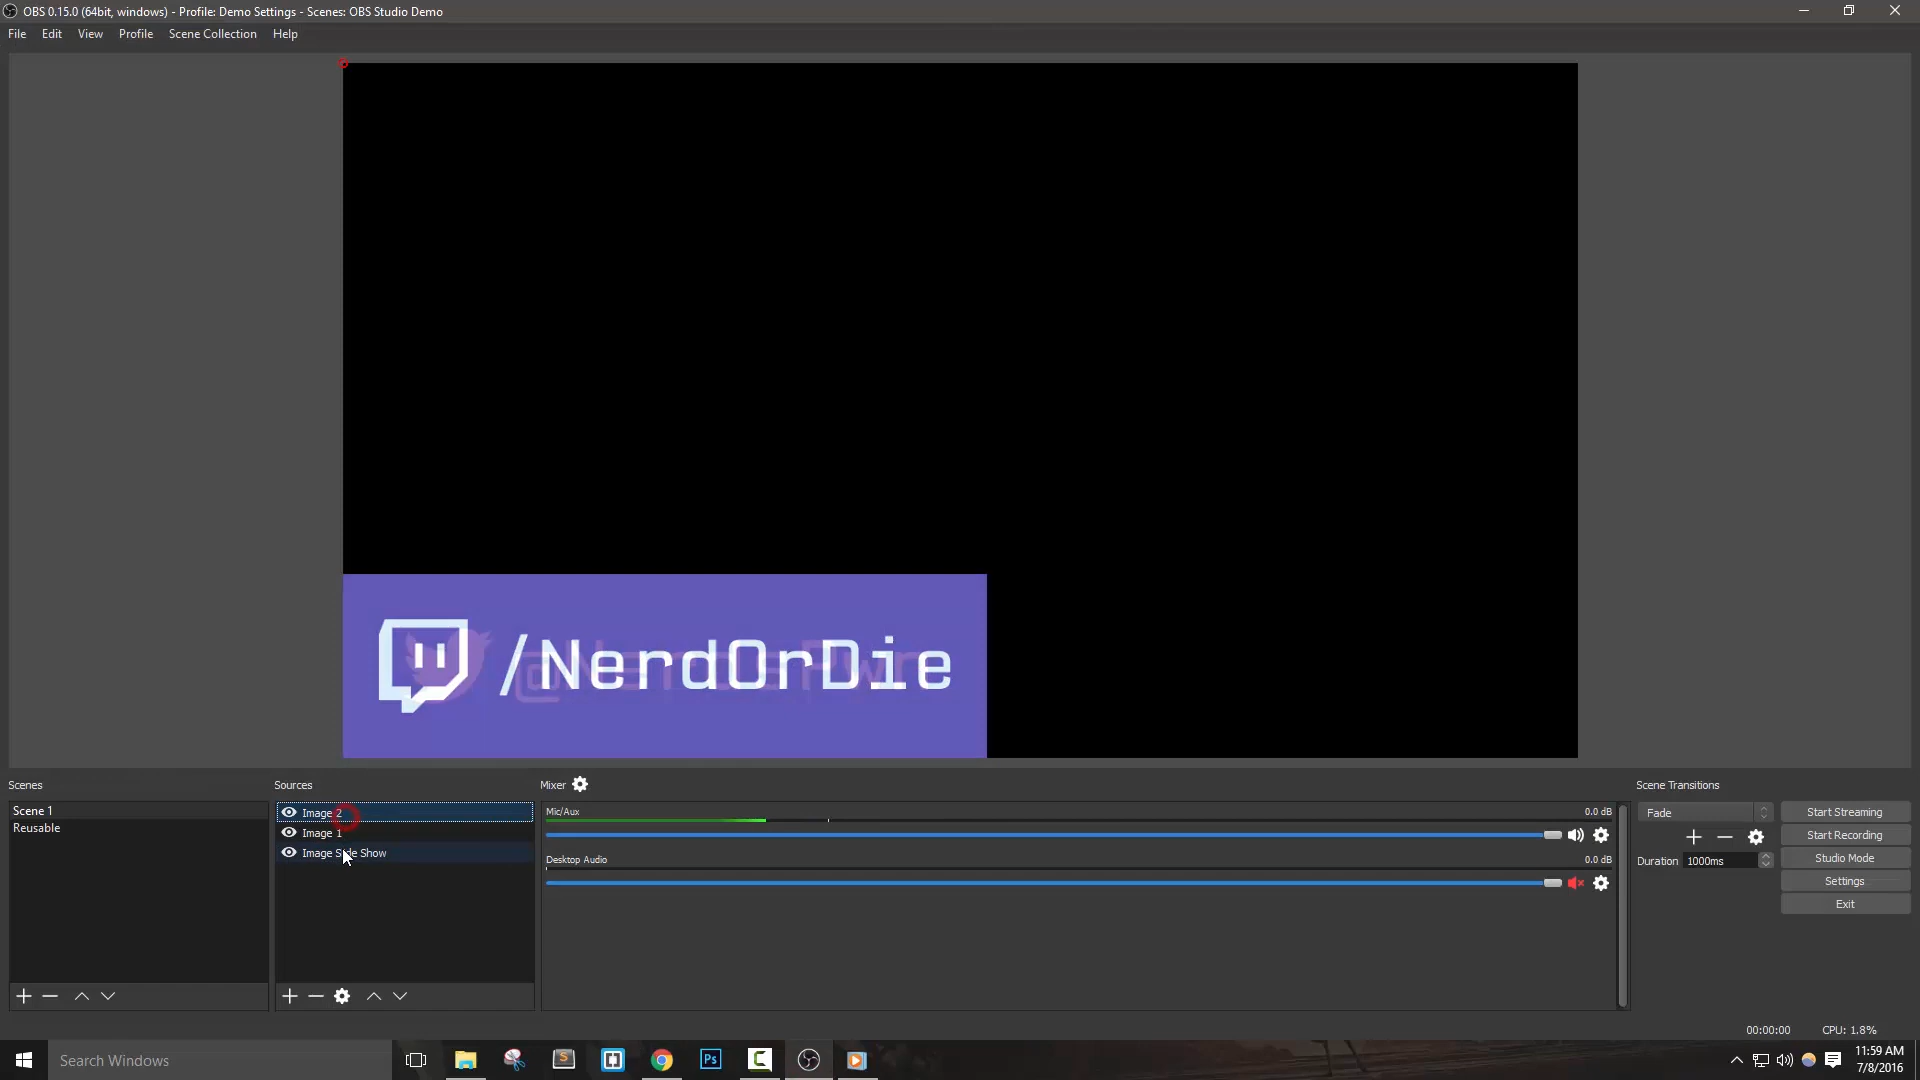 OBS 0.15.0 (64bit, windows) - Profile: Demo Settings - Scenes: OBS Studio Demo
File Edit View Profile Scene Collection Help
/NerdOrDie
Scenes
Scene 1
Reusable
Sources
Image 2
Image 1
Image Slide Show
Mixer
Mic/Aux 0.0 dB
Desktop Audio 0.0 dB
Scene Transitions
Fade
Duration 1000ms
Start Streaming
Start Recording
Studio Mode
Settings
Exit
00:00:00 CPU: 1.8%
Search Windows
Ps
11:59 AM
7/8/2016